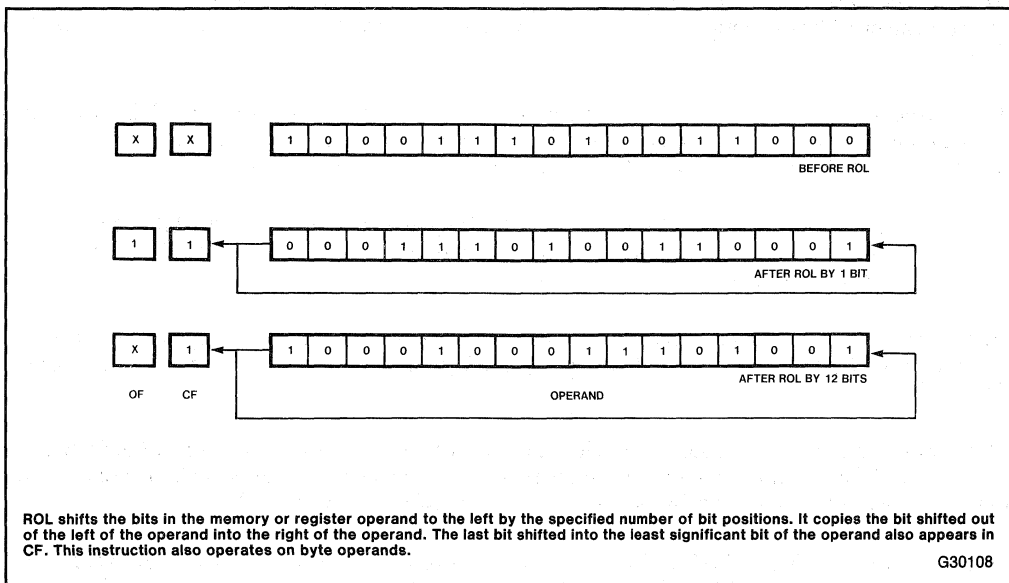 X X 1 0 0 0 1 1 1 0 1 0 0 1 1 0 0 0
BEFORE ROL
1 1 0 0 0 1 1 1 0 1 0 0 1 1 0 0 0 1
AFTER ROL BY 1 BIT
X 1 1 0 0 0 1 0 0 0 1 1 1 0 1 0 0 1
AFTER ROL BY 12 BITS
OF CF OPERAND
ROL shifts the bits in the memory or register operand to the left by the specified number of bit positions. It copies the bit shifted out
of the left of the operand into the right of the operand. The last bit shifted into the least significant bit of the operand also appears in
CF. This instruction also operates on byte operands.
G30108